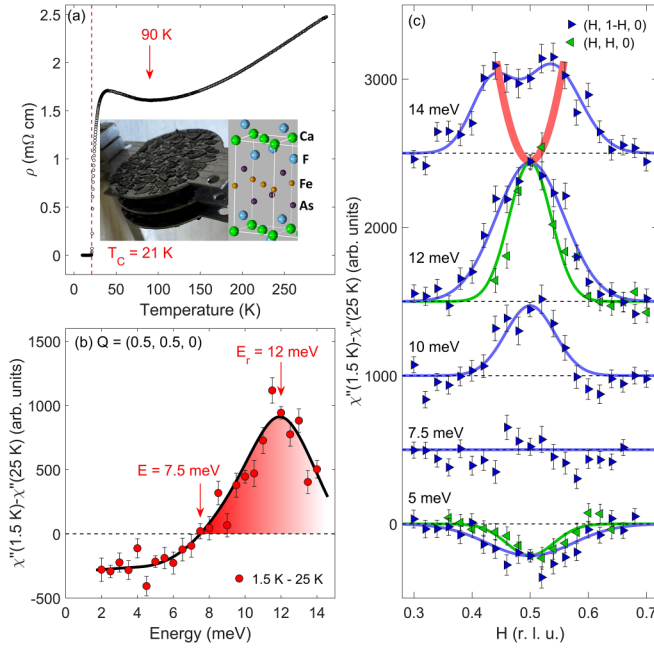 (a)
90 K
T_C = 21 K
Ca
F
Fe
As
ρ (mΩ cm)
0
0.5
1
1.5
2
2.5
0 50 100 150 200 250
Temperature (K)
(b) Q = (0.5, 0.5, 0)
E_r = 12 meV
E = 7.5 meV
1.5 K - 25 K
χ''(1.5 K)-χ''(25 K) (arb. units)
-500
0
500
1000
1500
0 2 4 6 8 10 12 14
Energy (meV)
(c)
(H, 1-H, 0)
(H, H, 0)
14 meV
12 meV
10 meV
7.5 meV
5 meV
χ''(1.5 K)-χ''(25 K) (arb. units)
0
1000
2000
3000
0.3 0.4 0.5 0.6 0.7
H (r. l. u.)